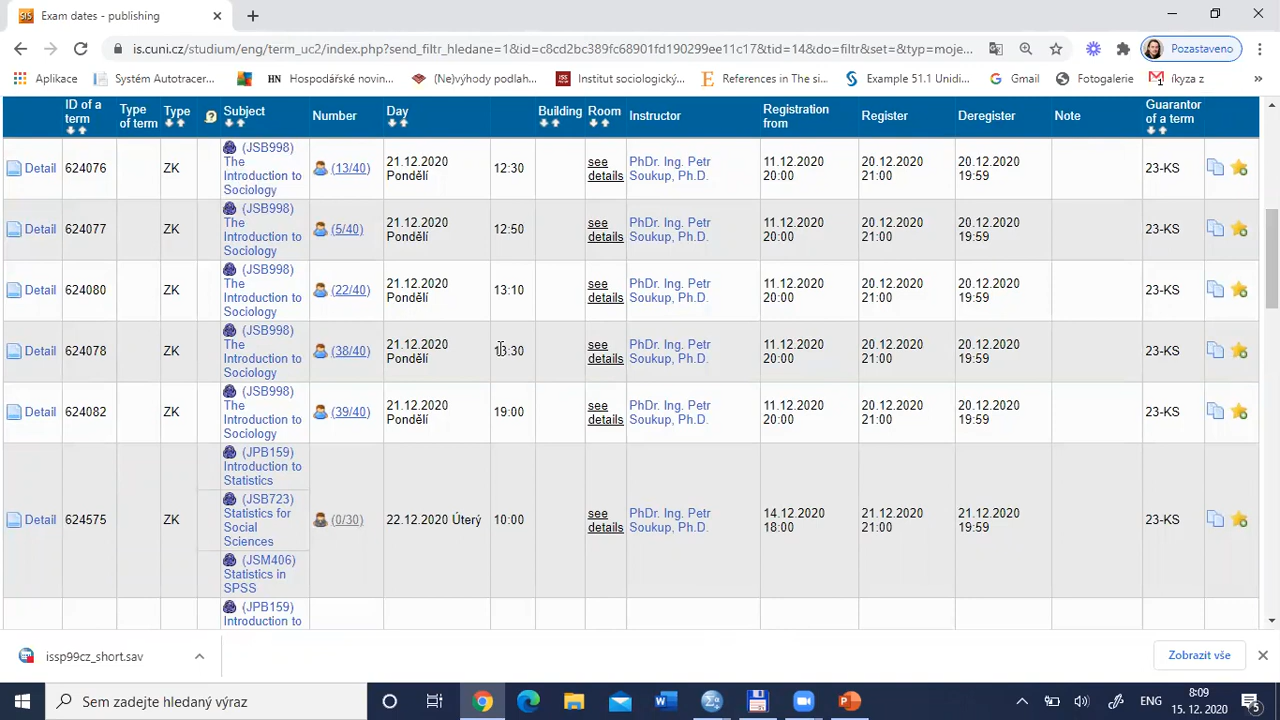 Exam dates - publishing
is.cuni.cz/studium/eng/term_uc2/index.php?send_filtr_hledane=1&id=c8cd2bc389fc68901fd190299ee11c17&tid=14&do=filtr&set=&typ=moje...
Pozastaveno
Aplikace
Systém Autotracer...
Hospodářské novin...
(Ne)výhody podlah...
Institut sociologický...
References in The si...
Example 51.1 Unidi...
Gmail
Fotogalerie
íkyza z
»
ID of a term
Type of term
Type
Subject
Number
Day
Building
Room
Instructor
Registration from
Register
Deregister
Note
Guarantor of a term
Detail 624076 ZK (JSB998) The Introduction to Sociology (13/40) 21.12.2020 Pondělí 12:30 see details PhDr. Ing. Petr Soukup, Ph.D. 11.12.2020 20:00 20.12.2020 21:00 20.12.2020 19:59 23-KS
Detail 624077 ZK (JSB998) The Introduction to Sociology (5/40) 21.12.2020 Pondělí 12:50 see details PhDr. Ing. Petr Soukup, Ph.D. 11.12.2020 20:00 20.12.2020 21:00 20.12.2020 19:59 23-KS
Detail 624080 ZK (JSB998) The Introduction to Sociology (22/40) 21.12.2020 Pondělí 13:10 see details PhDr. Ing. Petr Soukup, Ph.D. 11.12.2020 20:00 20.12.2020 21:00 20.12.2020 19:59 23-KS
Detail 624078 ZK (JSB998) The Introduction to Sociology (38/40) 21.12.2020 Pondělí 13:30 see details PhDr. Ing. Petr Soukup, Ph.D. 11.12.2020 20:00 20.12.2020 21:00 20.12.2020 19:59 23-KS
Detail 624082 ZK (JSB998) The Introduction to Sociology (39/40) 21.12.2020 Pondělí 19:00 see details PhDr. Ing. Petr Soukup, Ph.D. 11.12.2020 20:00 20.12.2020 21:00 20.12.2020 19:59 23-KS
Detail 624575 ZK (JPB159) Introduction to Statistics (JSB723) Statistics for Social Sciences (JSM406) Statistics in SPSS (0/30) 22.12.2020 Úterý 10:00 see details PhDr. Ing. Petr Soukup, Ph.D. 14.12.2020 18:00 21.12.2020 21:00 21.12.2020 19:59 23-KS
(JPB159)
Introduction to
issp99cz_short.sav
Zobrazit vše
Sem zadejte hledaný výraz
ENG
8:09
15. 12. 2020
5